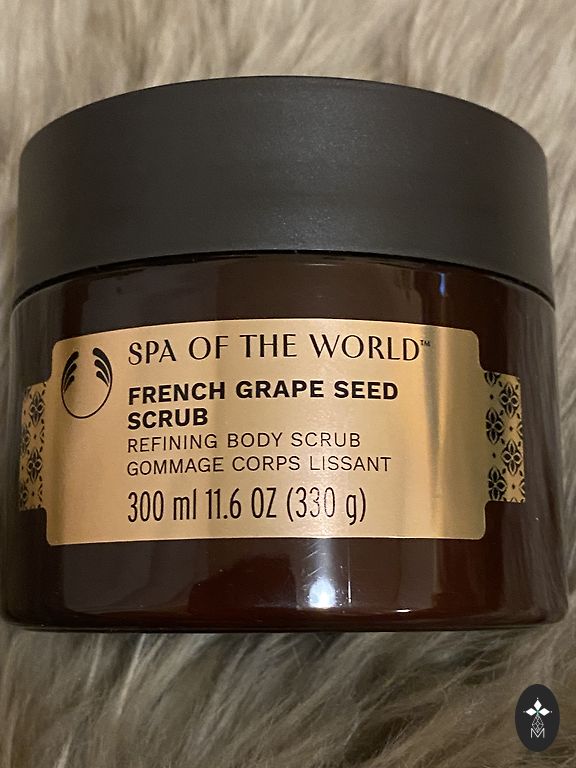 SPA OF THE WORLD™
FRENCH GRAPE SEED
SCRUB
REFINING BODY SCRUB
GOMMAGE CORPS LISSANT
300 ml 11.6 OZ (330 g)
M